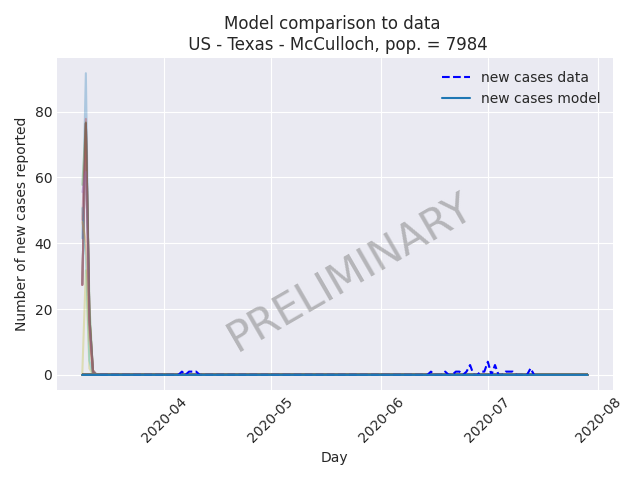 Model comparison to data
US - Texas - McCulloch, pop. = 7984
new cases data
new cases model
Number of new cases reported
80
60
40
20
0
PRELIMINARY
2020-04
2020-05
2020-06
2020-07
2020-08
Day